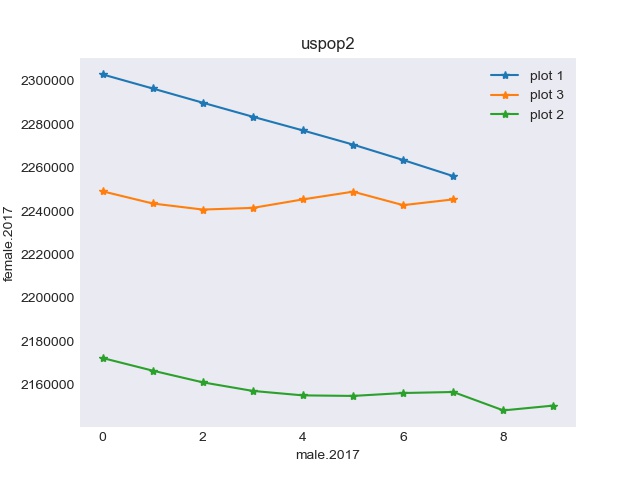 uspop2
plot 1
plot 3
plot 2
2300000
2280000
2260000
2240000
2220000
2200000
2180000
2160000
female.2017
0 2 4 6 8
male.2017